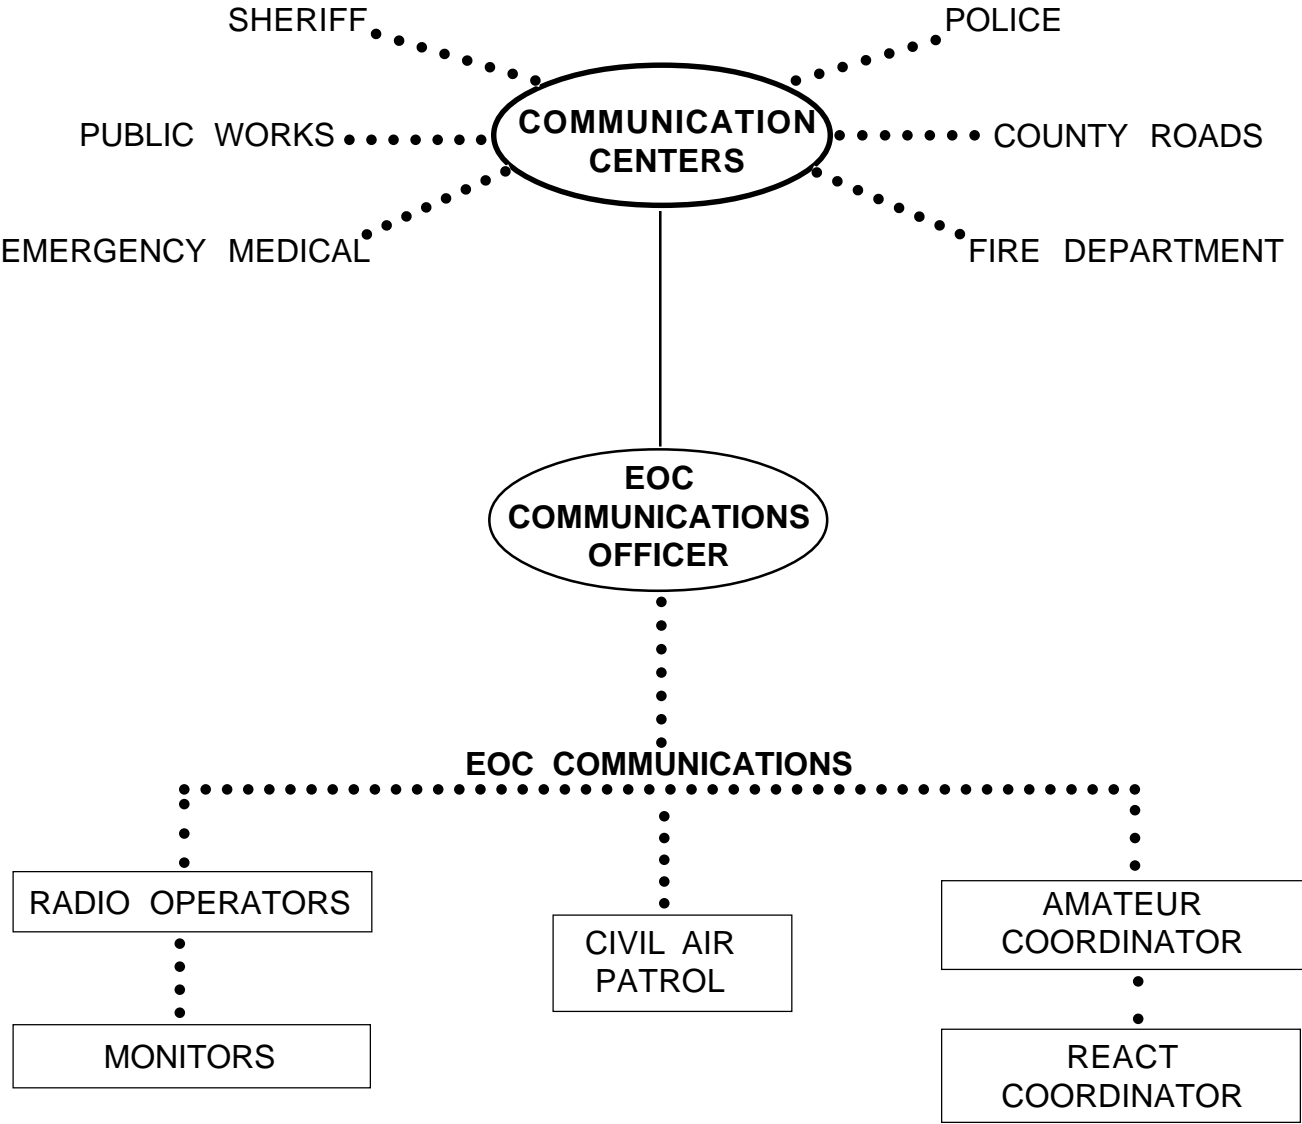 SHERIFF
POLICE
COMMUNICATION
CENTERS
PUBLIC WORKS
COUNTY ROADS
EMERGENCY MEDICAL
FIRE DEPARTMENT
EOC
COMMUNICATIONS
OFFICER
EOC COMMUNICATIONS
RADIO OPERATORS
MONITORS
CIVIL AIR
PATROL
AMATEUR
COORDINATOR
REACT
COORDINATOR